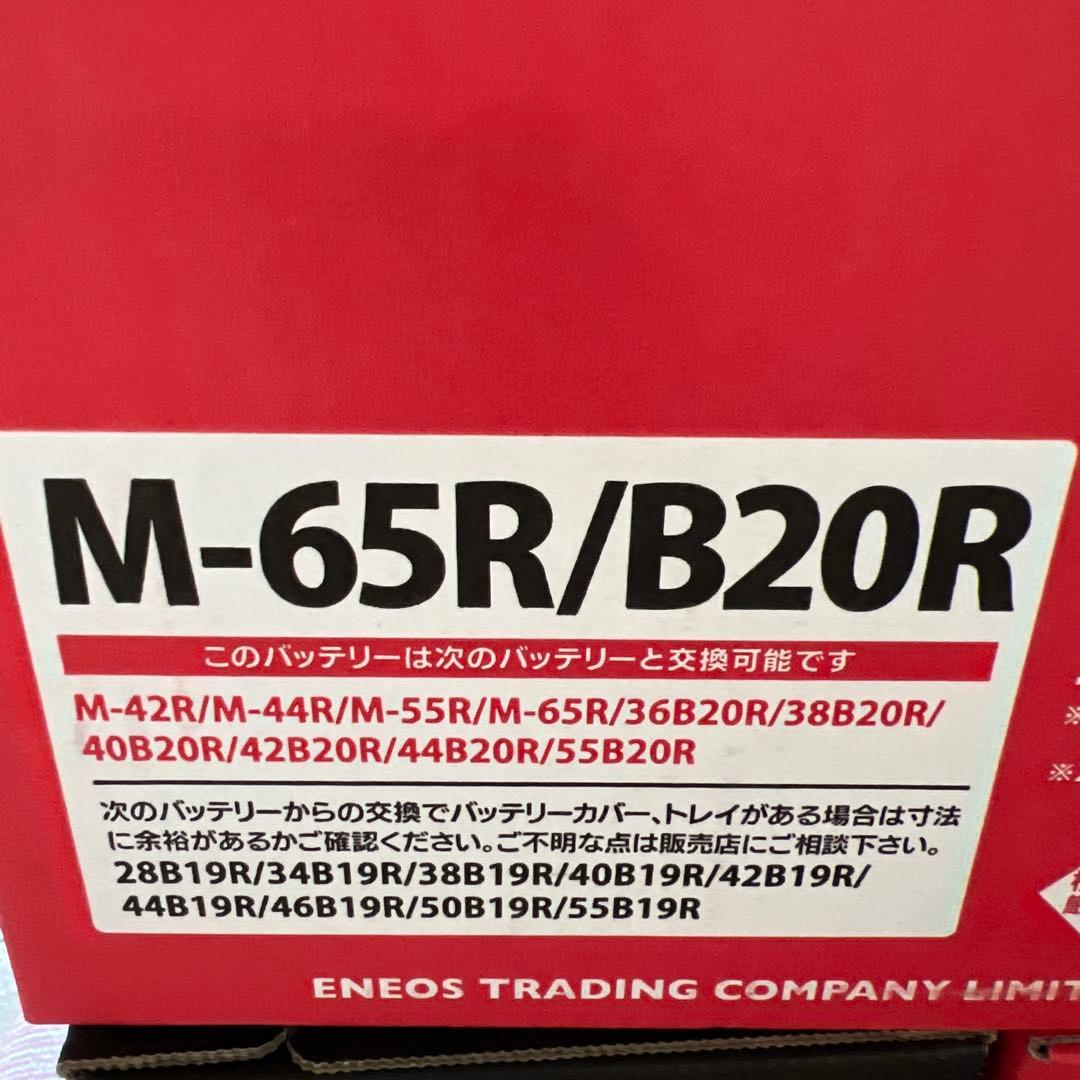 M-65R/B20R
このバッテリーは次のバッテリーと交換可能です
M-42R/M-44R/M-55R/M-65R/36B20R/38B20R/
40B20R/42B20R/44B20R/55B20R
次のバッテリーからの交換でバッテリーカバー、トレイがある場合は寸法
に余裕があるかご確認ください。ご不明な点は販売店にご相談下さい。
28B19R/34B19R/38B19R/40B19R/42B19R/
44B19R/46B19R/50B19R/55B19R
※
※
ENEOS TRADING COMPANY LIMIT